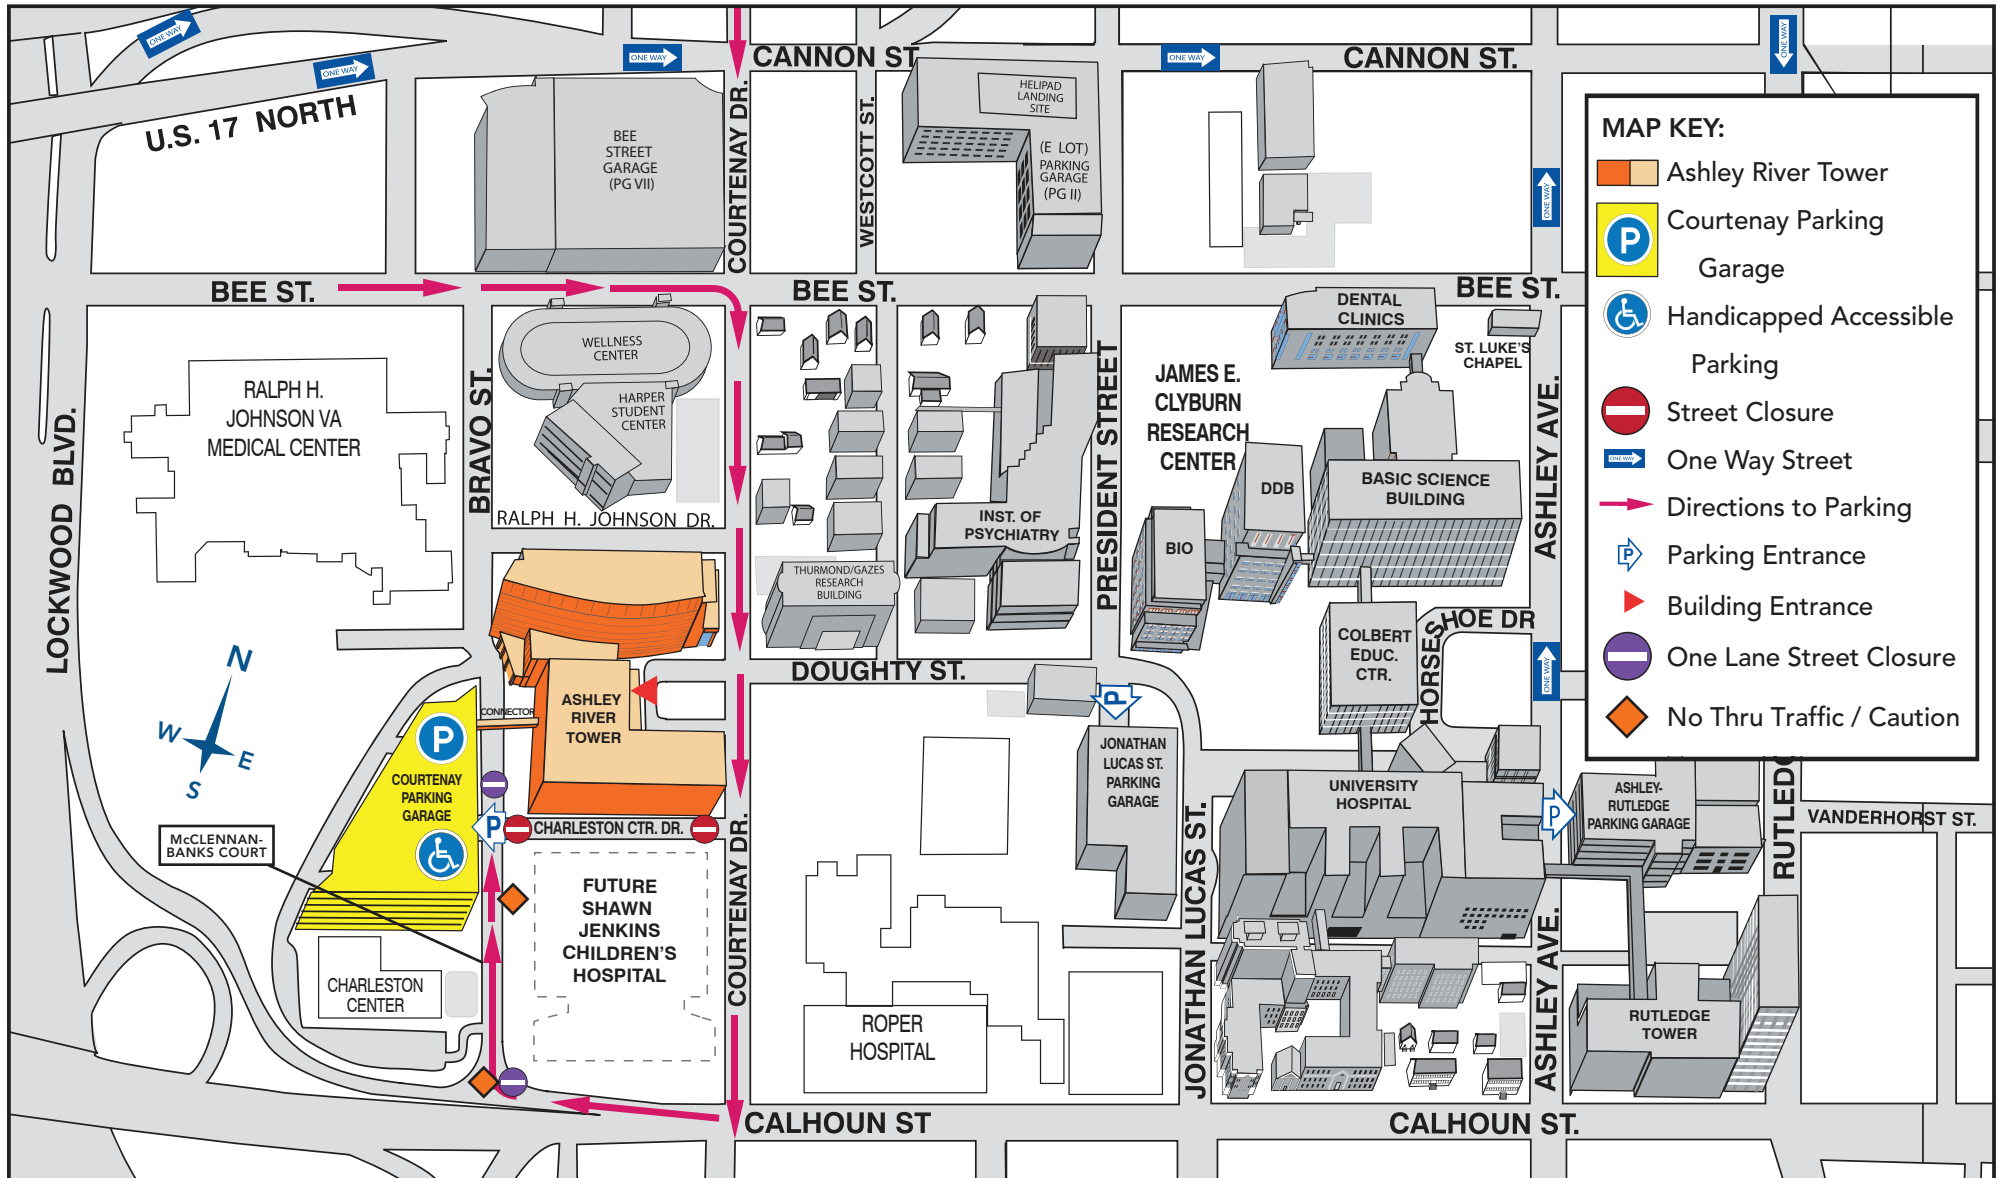 ONE WAY
ONE WAY
ONE WAY
ONE WAY
ONE WAY
CANNON ST.
CANNON ST.
U.S. 17 NORTH
BEE
STREET
GARAGE
(PG VII)
COURTENAY DR.
WESTCOTT ST.
HELIPAD
LANDING
SITE
(E LOT)
PARKING
GARAGE
(PG II)
ONE WAY
MAP KEY:
Ashley River Tower
P
Courtenay Parking
Garage
Handicapped Accessible
Parking
Street Closure
ONE WAY
One Way Street
Directions to Parking
P
Parking Entrance
Building Entrance
One Lane Street Closure
No Thru Traffic / Caution
BEE ST.
BEE ST.
BEE ST.
WELLNESS
CENTER
HARPER
STUDENT
CENTER
RALPH H.
JOHNSON VA
MEDICAL CENTER
BRAVO ST.
LOCKWOOD BLVD.
RALPH H. JOHNSON DR.
DENTAL
CLINICS
ST. LUKE'S
CHAPEL
JAMES E.
CLYBURN
RESEARCH
CENTER
PRESIDENT STREET
ASHLEY AVE.
DDB
BASIC SCIENCE
BUILDING
BIO
INST. OF
PSYCHIATRY
THURMOND/GAZES
RESEARCH
BUILDING
COLBERT
EDUC.
CTR.
HORSESHOE DR
ONE WAY
DOUGHTY ST.
N
W
E
S
CONNECTOR
ASHLEY
RIVER
TOWER
P
COURTENAY
PARKING
GARAGE
P
P
JONATHAN
LUCAS ST.
PARKING
GARAGE
UNIVERSITY
HOSPITAL
P
ASHLEY-
RUTLEDGE
PARKING GARAGE
RUTLEDG
VANDERHORST ST.
McCLENNAN-
BANKS COURT
CHARLESTON CTR. DR.
COURTENAY DR.
FUTURE
SHAWN
JENKINS
CHILDREN'S
HOSPITAL
CHARLESTON
CENTER
ROPER
HOSPITAL
JONATHAN LUCAS ST.
ASHLEY AVE.
RUTLEDGE
TOWER
CALHOUN ST
CALHOUN ST.